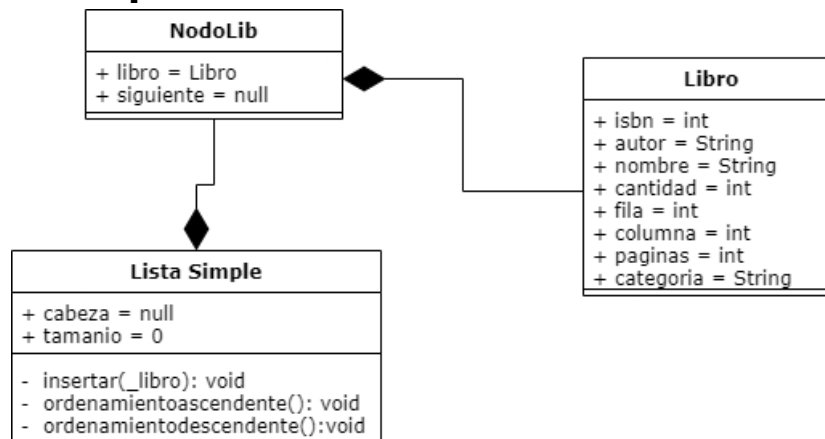 NodoLib
+ libro = Libro
+ siguiente = null
Libro
+ isbn = int
+ autor = String
+ nombre = String
+ cantidad = int
+ fila = int
+ columna = int
+ paginas = int
+ categoria = String
Lista Simple
+ cabeza = null
+ tamanio = 0
- insertar(_libro): void
- ordenamientoascendente(): void
- ordenamientodescendente():void